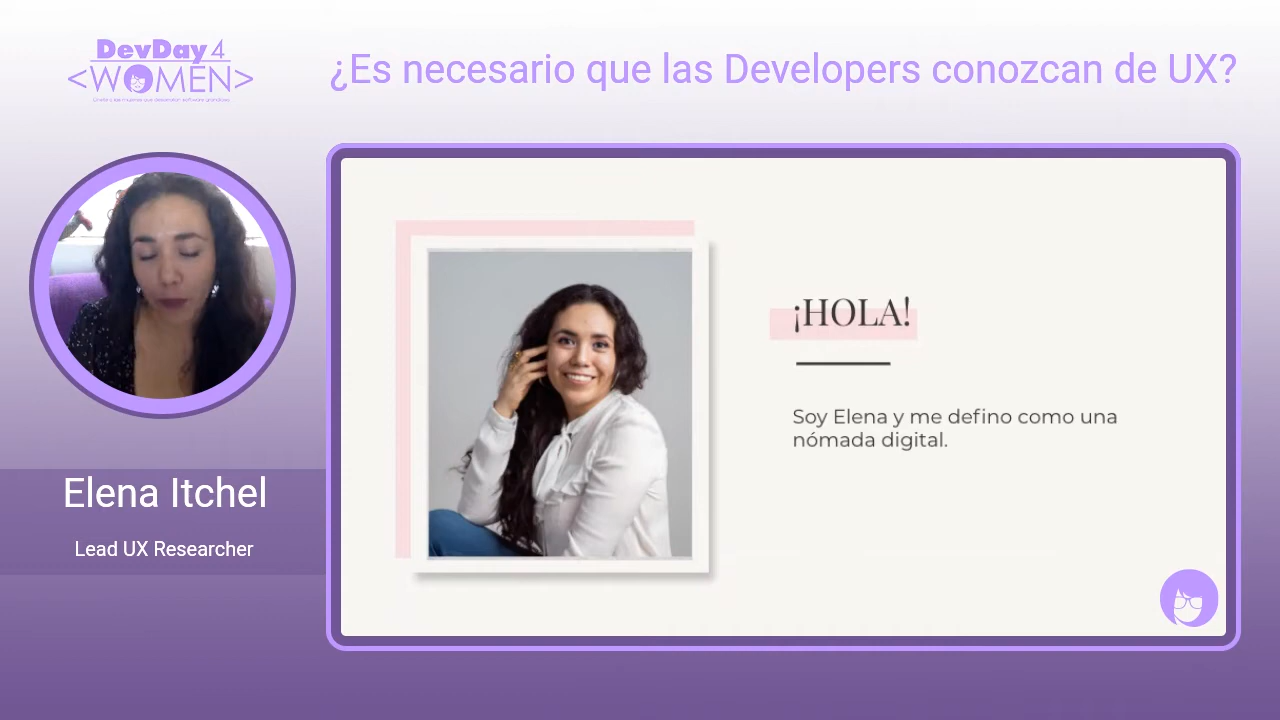 DevDay4
<WOMEN>
¿Es necesario que las Developers conozcan de UX?
¡HOLA!
Soy Elena y me defino como una
nómada digital.
Elena Itchel
Lead UX Researcher